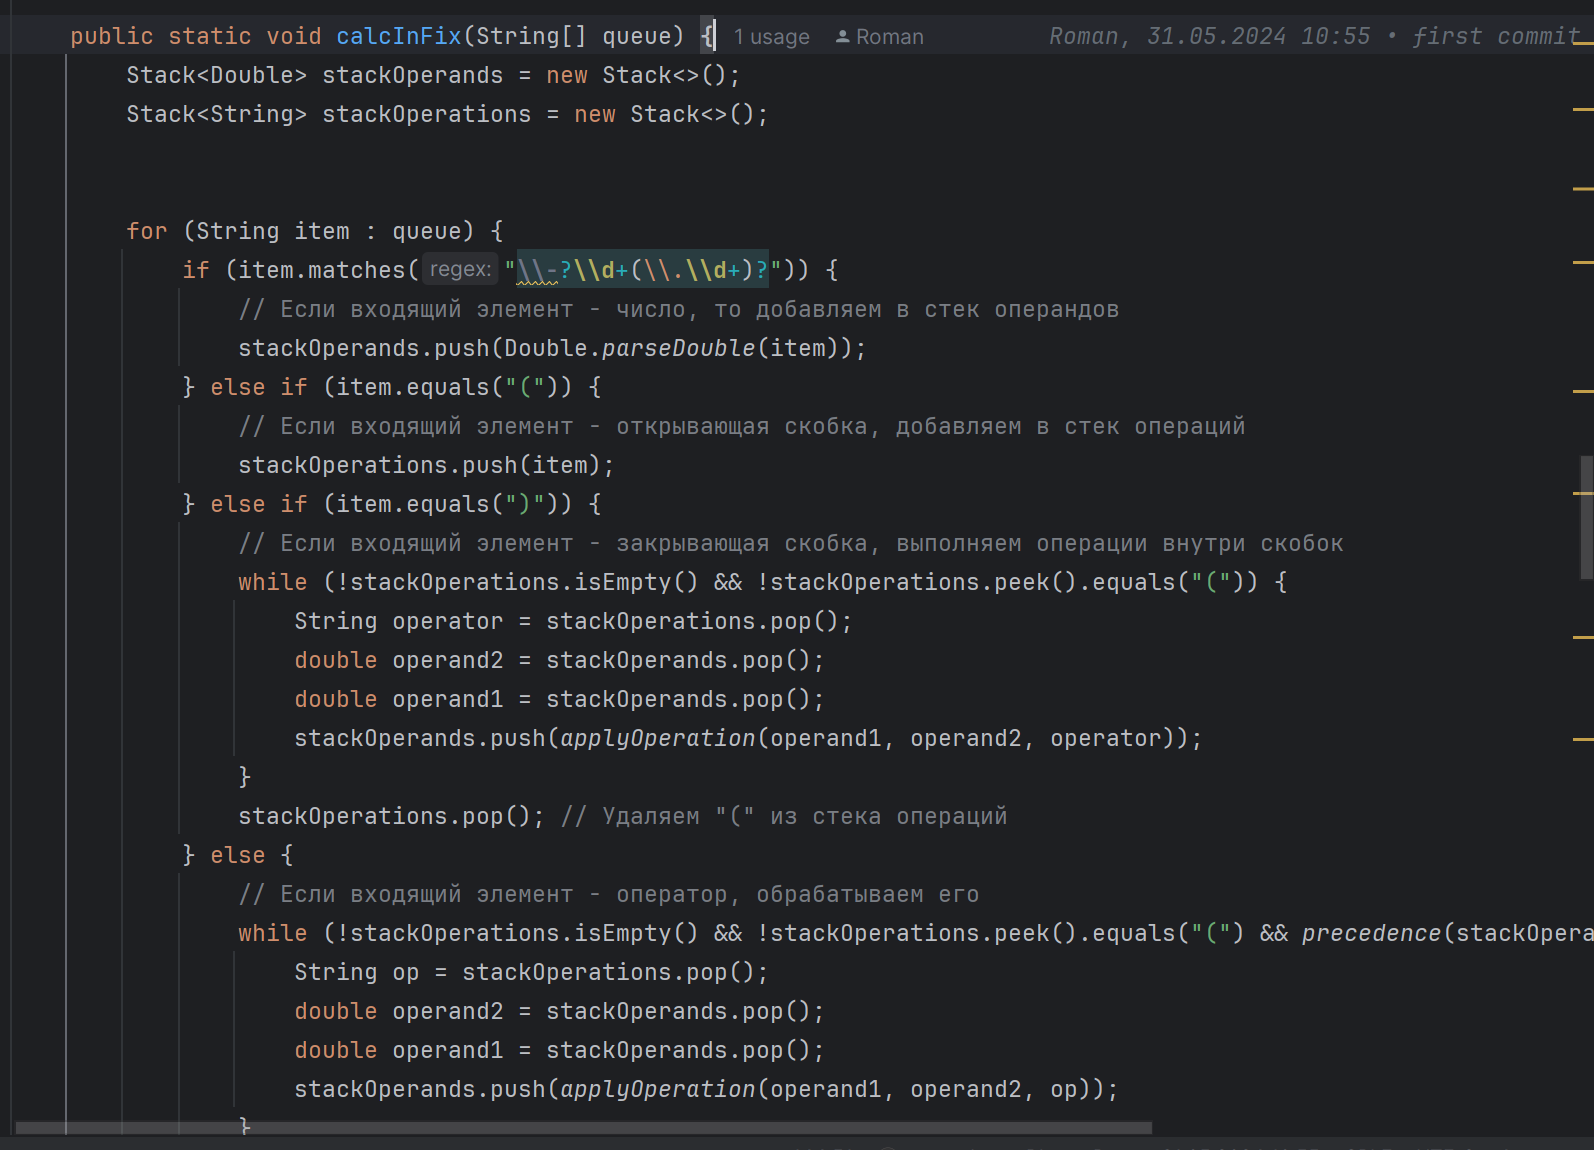 public static void calcInFix(String[] queue) { 1 usage Roman Roman, 31.05.2024 10:55 • first commit
Stack<Double> stackOperands = new Stack<>();
Stack<String> stackOperations = new Stack<>();
for (String item : queue) {
if (item.matches( regex: "\\-?\\d+(\\.\\d+)?")) {
// Если входящий элемент - число, то добавляем в стек операндов
stackOperands.push(Double.parseDouble(item));
} else if (item.equals("(")) {
// Если входящий элемент - открывающая скобка, добавляем в стек операций
stackOperations.push(item);
} else if (item.equals(")")) {
// Если входящий элемент - закрывающая скобка, выполняем операции внутри скобок
while (!stackOperations.isEmpty() && !stackOperations.peek().equals("(")) {
String operator = stackOperations.pop();
double operand2 = stackOperands.pop();
double operand1 = stackOperands.pop();
stackOperands.push(applyOperation(operand1, operand2, operator));
}
stackOperations.pop(); // Удаляем "(" из стека операций
} else {
// Если входящий элемент - оператор, обрабатываем его
while (!stackOperations.isEmpty() && !stackOperations.peek().equals("(") && precedence(stackOpera
String op = stackOperations.pop();
double operand2 = stackOperands.pop();
double operand1 = stackOperands.pop();
stackOperands.push(applyOperation(operand1, operand2, op));
}